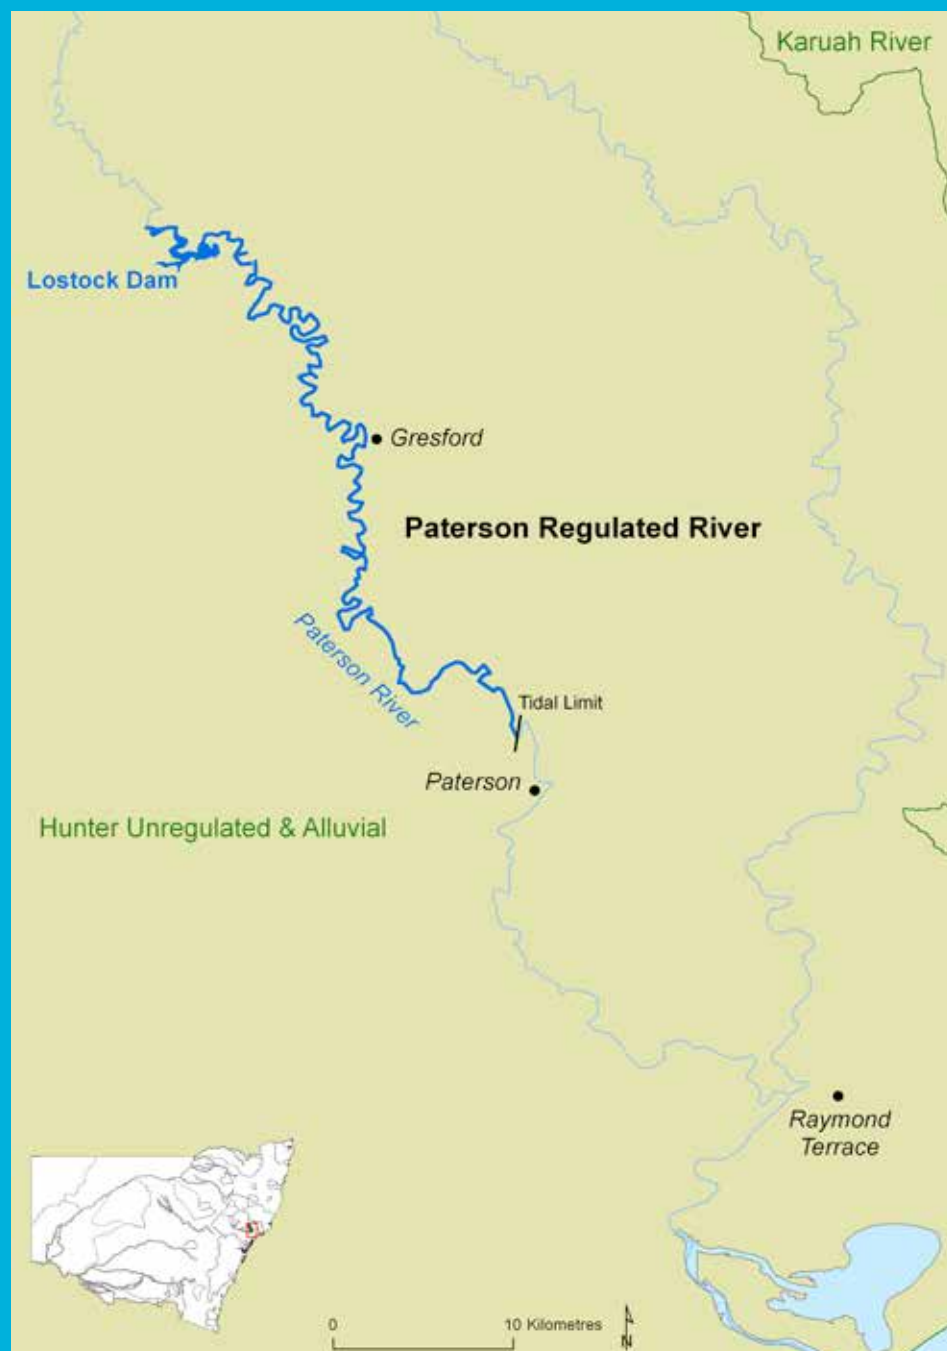 Karuah River
Lostock Dam
Gresford
Paterson Regulated River
Paterson River
Tidal Limit
Paterson
Hunter Unregulated & Alluvial
Raymond
Terrace
0
10 Kilometres
N